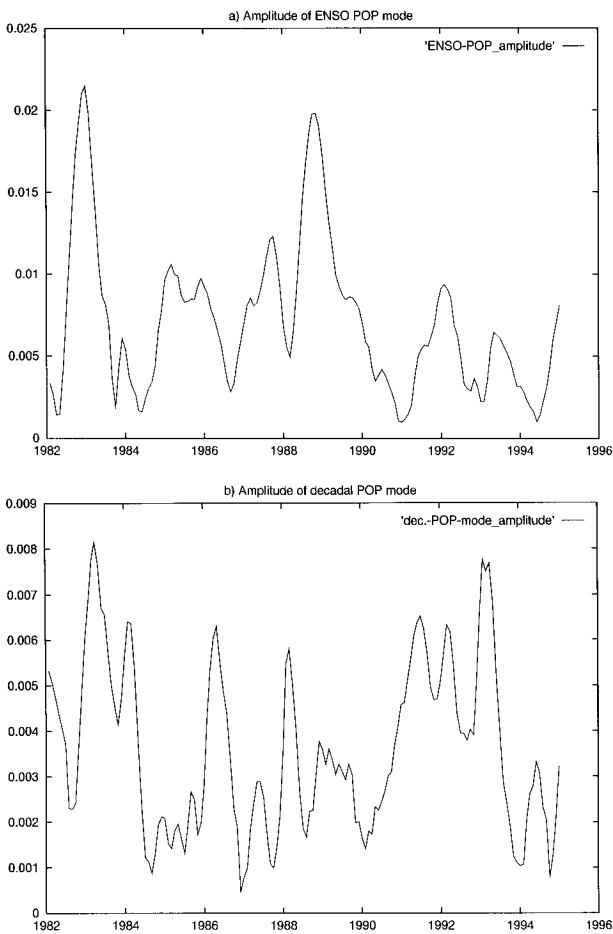 a) Amplitude of ENSO POP mode
0.025
'ENSO-POP_amplitude'
0.02
0.015
0.01
0.005
0
1982 1984 1986 1988 1990 1992 1994 1996
b) Amplitude of decadal POP mode
0.009
'dec.-POP-mode_amplitude'
0.008
0.007
0.006
0.005
0.004
0.003
0.002
0.001
0
1982 1984 1986 1988 1990 1992 1994 1996